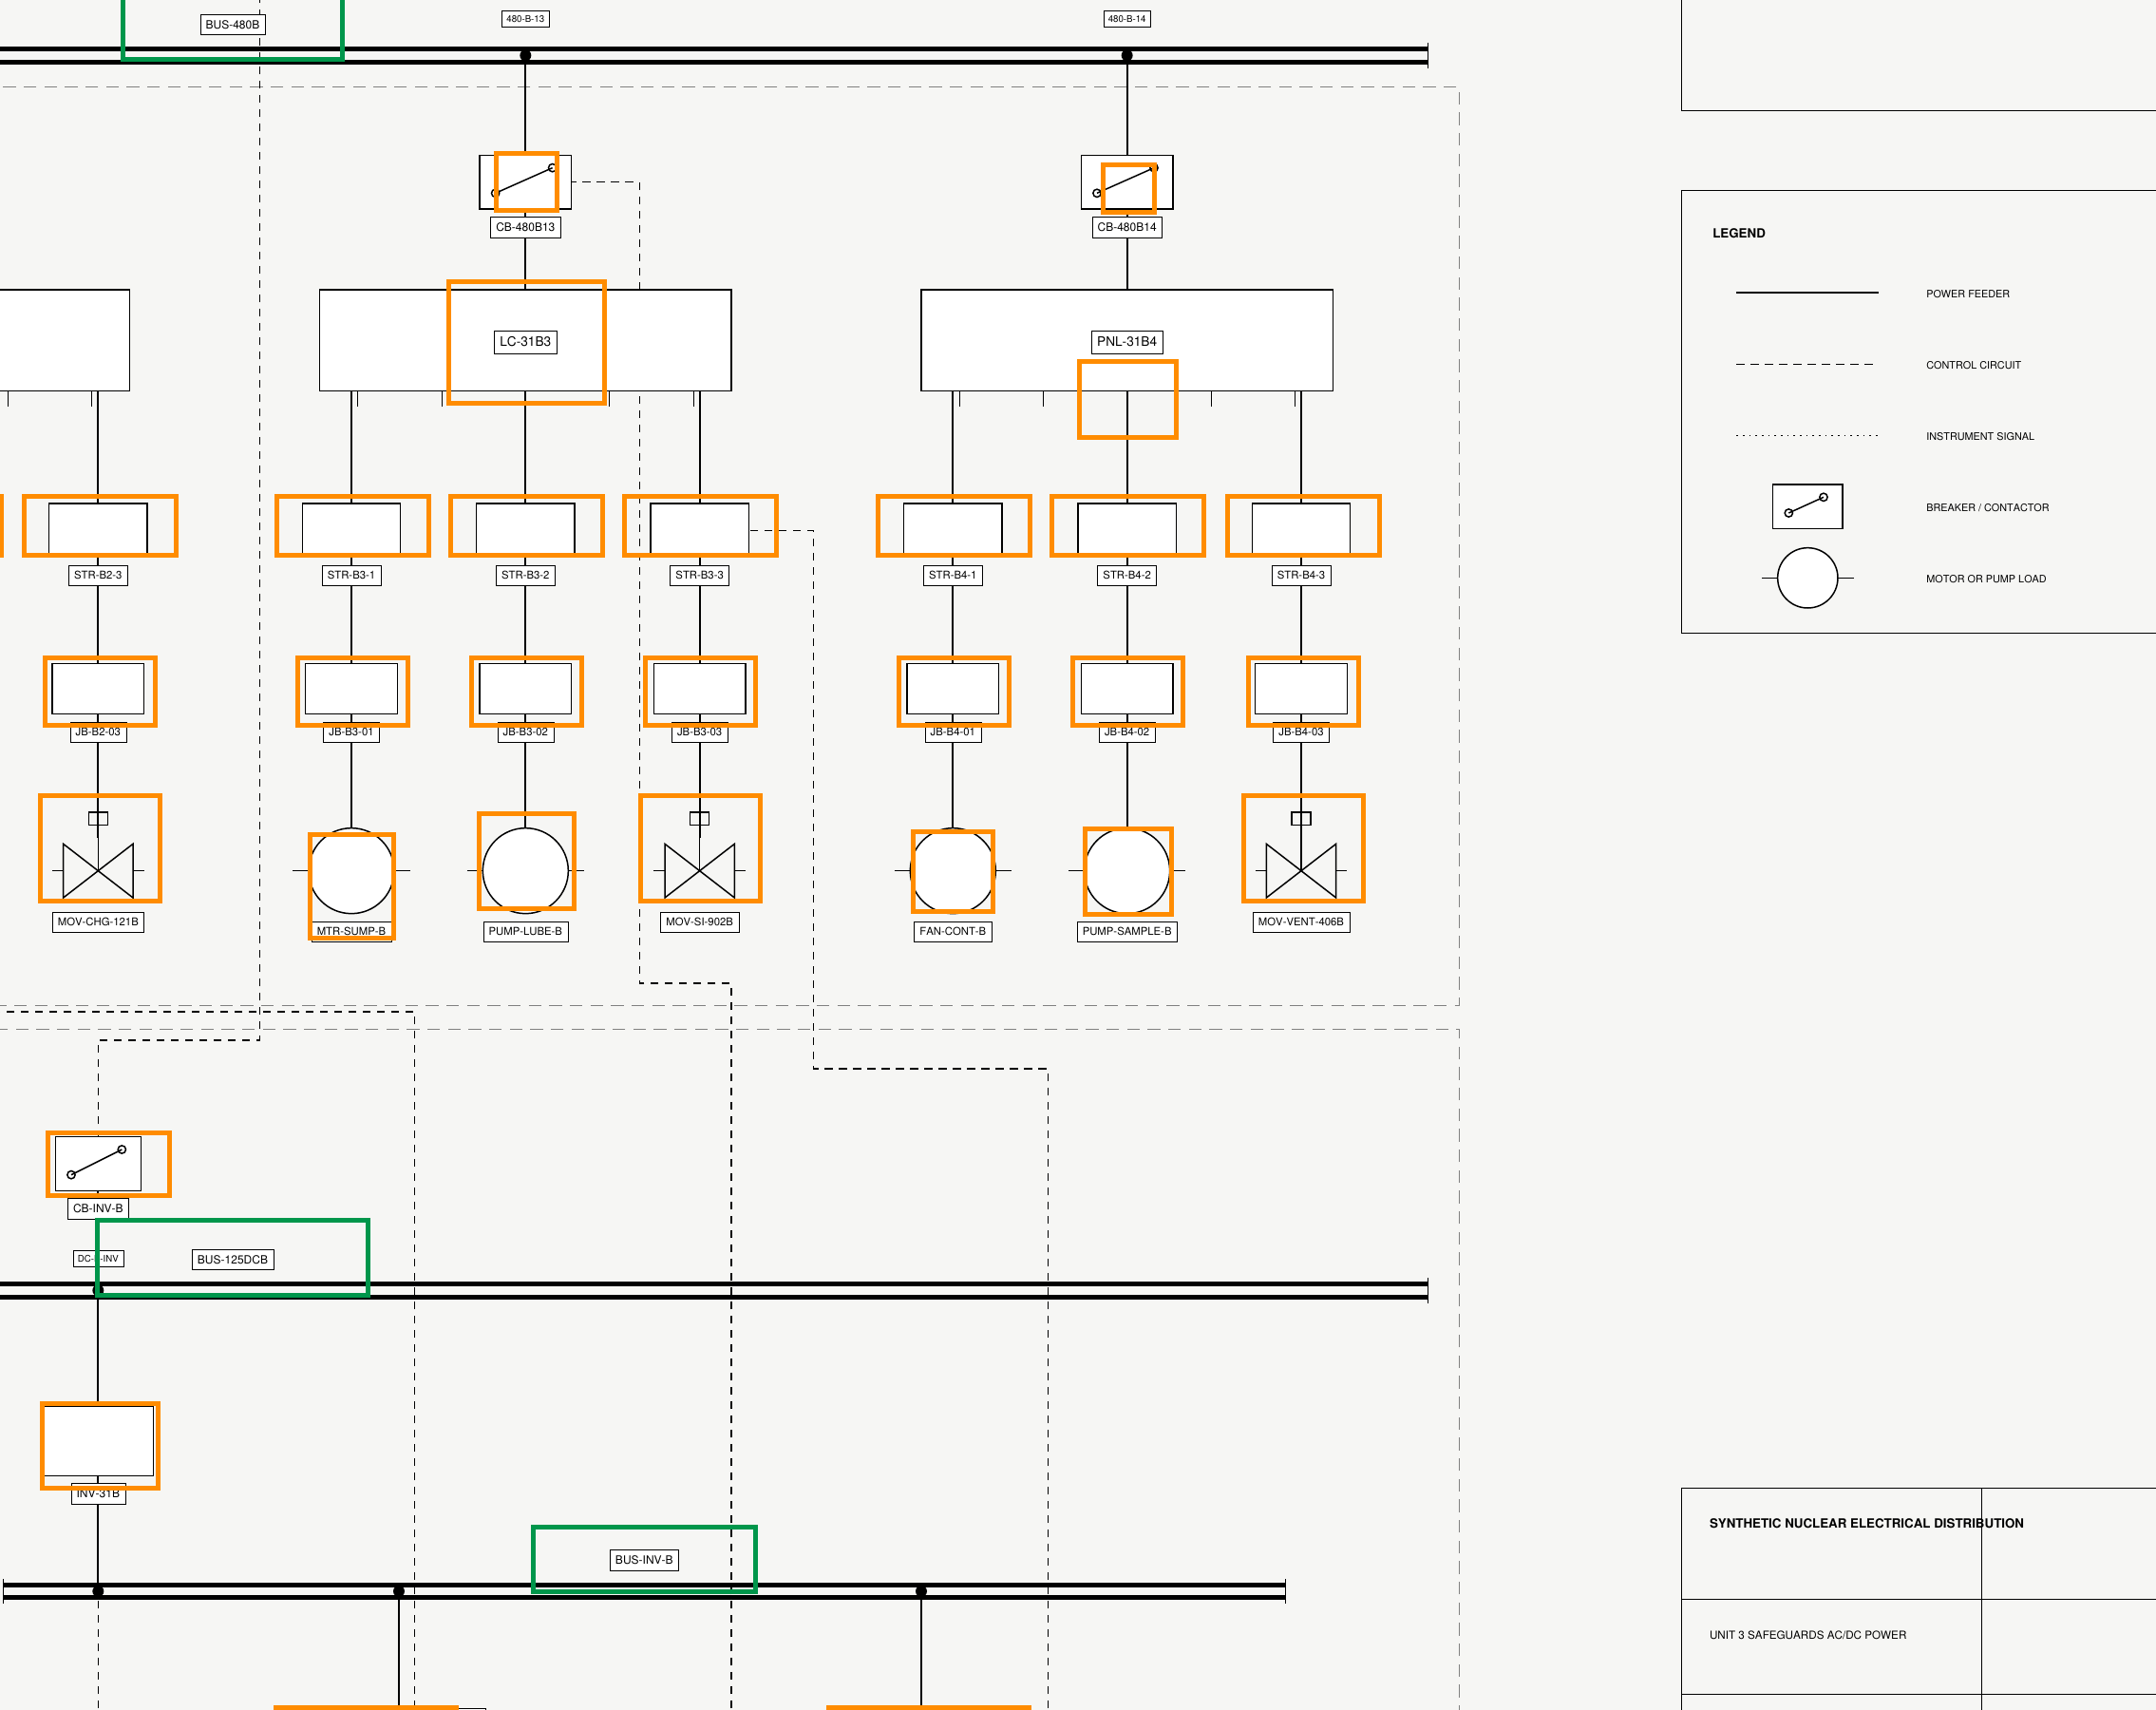 BUS-480B
480-B-13
480-B-14
CB-480B13
CB-480B14
LEGEND
POWER FEEDER
LC-31B3
PNL-31B4
CONTROL CIRCUIT
INSTRUMENT SIGNAL
BREAKER / CONTACTOR
STR-B2-3
STR-B3-1
STR-B3-2
STR-B3-3
STR-B4-1
STR-B4-2
STR-B4-3
MOTOR OR PUMP LOAD
JB-B2-03
JB-B3-01
JB-B3-02
JB-B3-03
JB-B4-01
JB-B4-02
JB-B4-03
MOV-CHG-121B
MTR-SUMP-B
PUMP-LUBE-B
MOV-SI-902B
FAN-CONT-B
PUMP-SAMPLE-B
MOV-VENT-406B
CB-INV-B
BUS-125DCB
INV-31B
SYNTHETIC NUCLEAR ELECTRICAL DISTRIBUTION
BUS-INV-B
UNIT 3 SAFEGUARDS AC/DC POWER